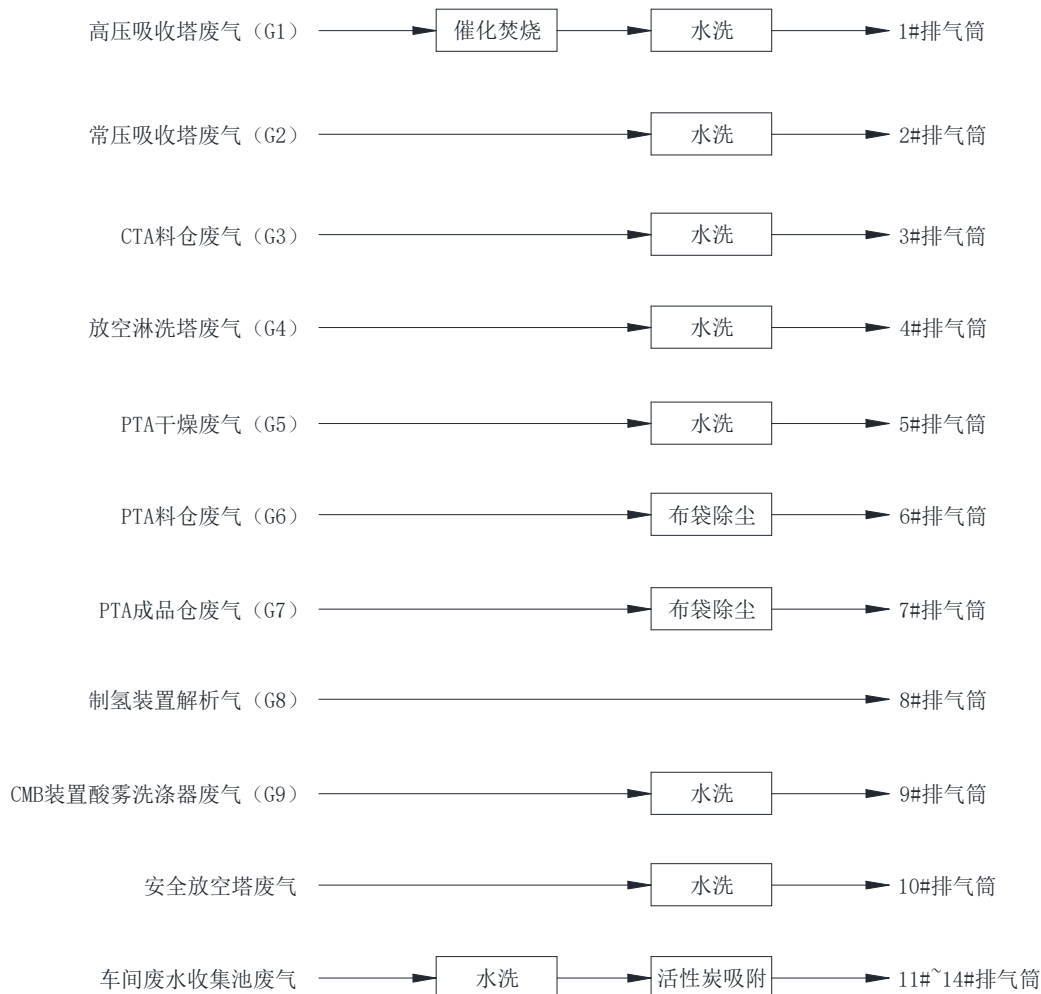 高压吸收塔废气（G1） 催化焚烧 水洗 1#排气筒
常压吸收塔废气（G2） 水洗 2#排气筒
CTA料仓废气（G3） 水洗 3#排气筒
放空淋洗塔废气（G4） 水洗 4#排气筒
PTA干燥废气（G5） 水洗 5#排气筒
PTA料仓废气（G6） 布袋除尘 6#排气筒
PTA成品仓废气（G7） 布袋除尘 7#排气筒
制氢装置解析气（G8） 8#排气筒
CMB装置酸雾洗涤器废气（G9） 水洗 9#排气筒
安全放空塔废气 水洗 10#排气筒
车间废水收集池废气 水洗 活性炭吸附 11#~14#排气筒